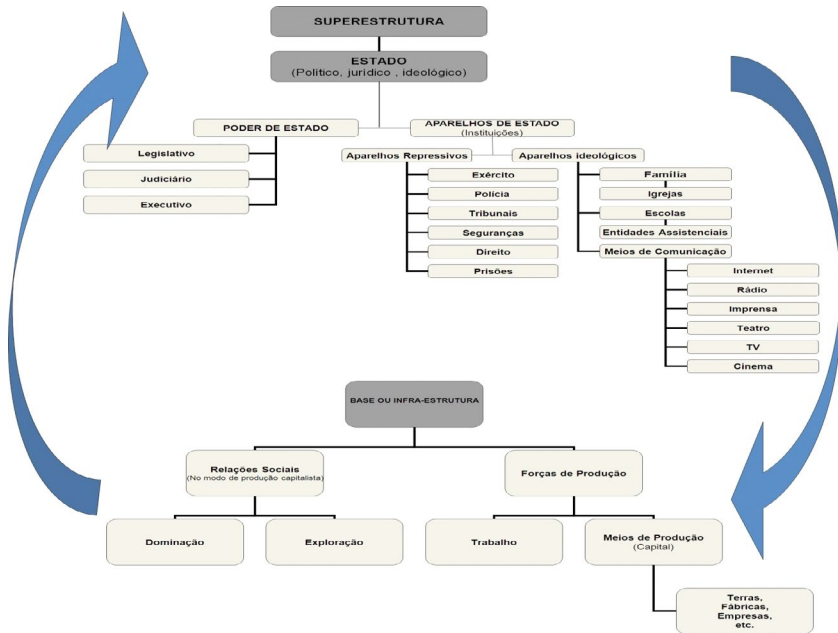 SUPERESTRUTURA
ESTADO
(Político, jurídico , ideológico)
PODER DE ESTADO
Legislativo
Judiciário
Executivo
APARELHOS DE ESTADO
(Instituições)
Aparelhos Repressivos
Exército
Polícia
Tribunais
Seguranças
Direito
Prisões
Aparelhos ideológicos
Família
Igrejas
Escolas
Entidades Assistenciais
Meios de Comunicação
Internet
Rádio
Imprensa
Teatro
TV
Cinema
BASE OU INFRA-ESTRUTURA
Relações Sociais
(No modo de produção capitalista)
Dominação
Exploração
Forças de Produção
Trabalho
Meios de Produção
(Capital)
Terras,
Fábricas,
Empresas,
etc.